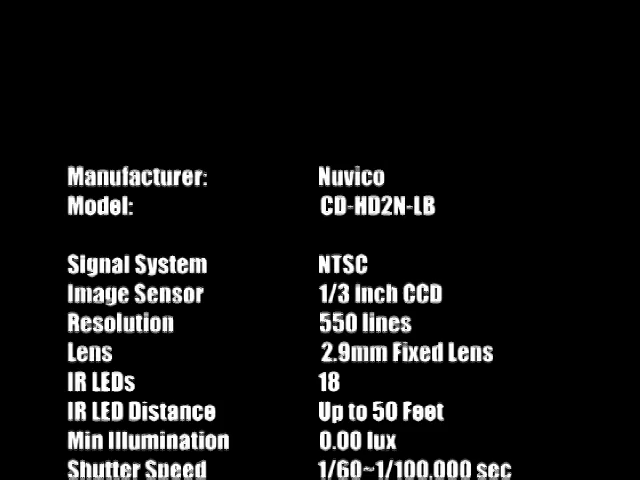 Manufacturer: Nuvico
Model: CD-HD2N-LB
Signal System NTSC
Image Sensor 1/3 Inch CCD
Resolution 550 lines
Lens 2.9mm Fixed Lens
IR LEDs 18
IR LED Distance Up to 50 Feet
Min Illumination 0.00 lux
Shutter Speed 1/60~1/100,000 sec